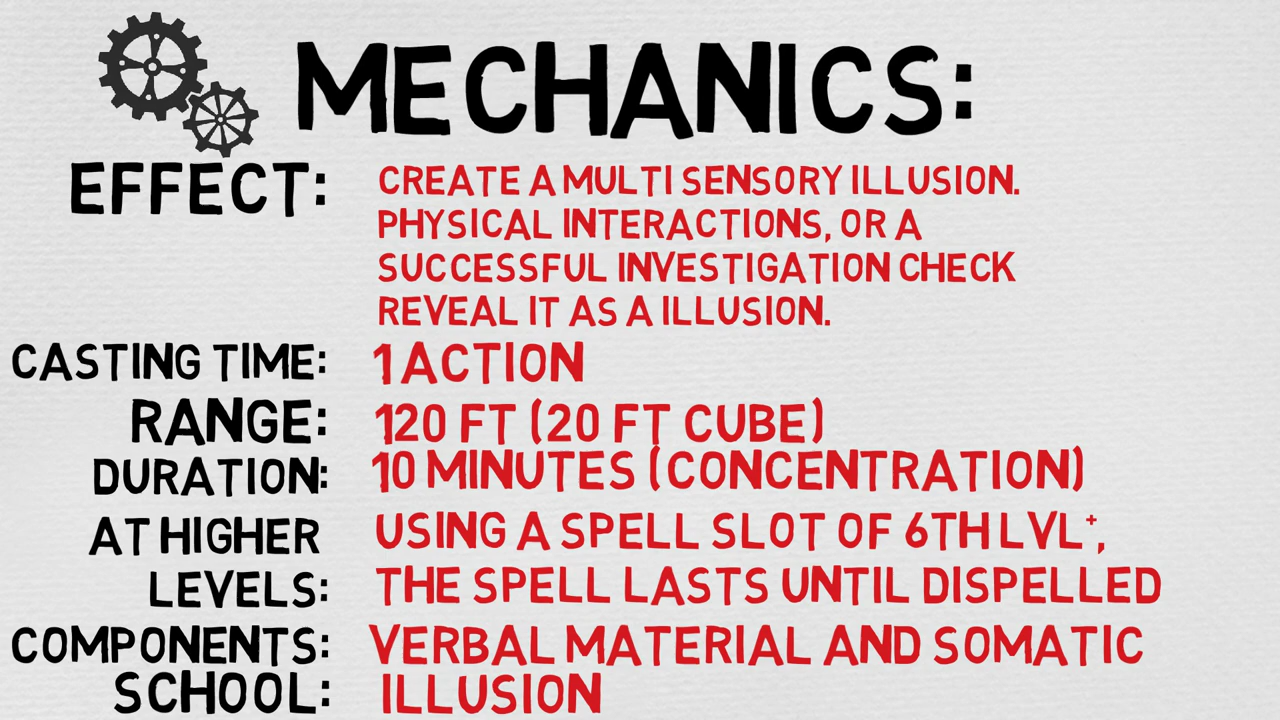 MECHANICS:
EFFECT: CREATE A MULTI SENSORY ILLUSION.
PHYSICAL INTERACTIONS, OR A
SUCCESSFUL INVESTIGATION CHECK
REVEAL IT AS A ILLUSION.
CASTING TIME: 1 ACTION
RANGE: 120 FT (20 FT CUBE)
DURATION: 10 MINUTES (CONCENTRATION)
AT HIGHER USING A SPELL SLOT OF 6TH LVL+,
LEVELS: THE SPELL LASTS UNTIL DISPELLED
COMPONENTS: VERBAL MATERIAL AND SOMATIC
SCHOOL: ILLUSION